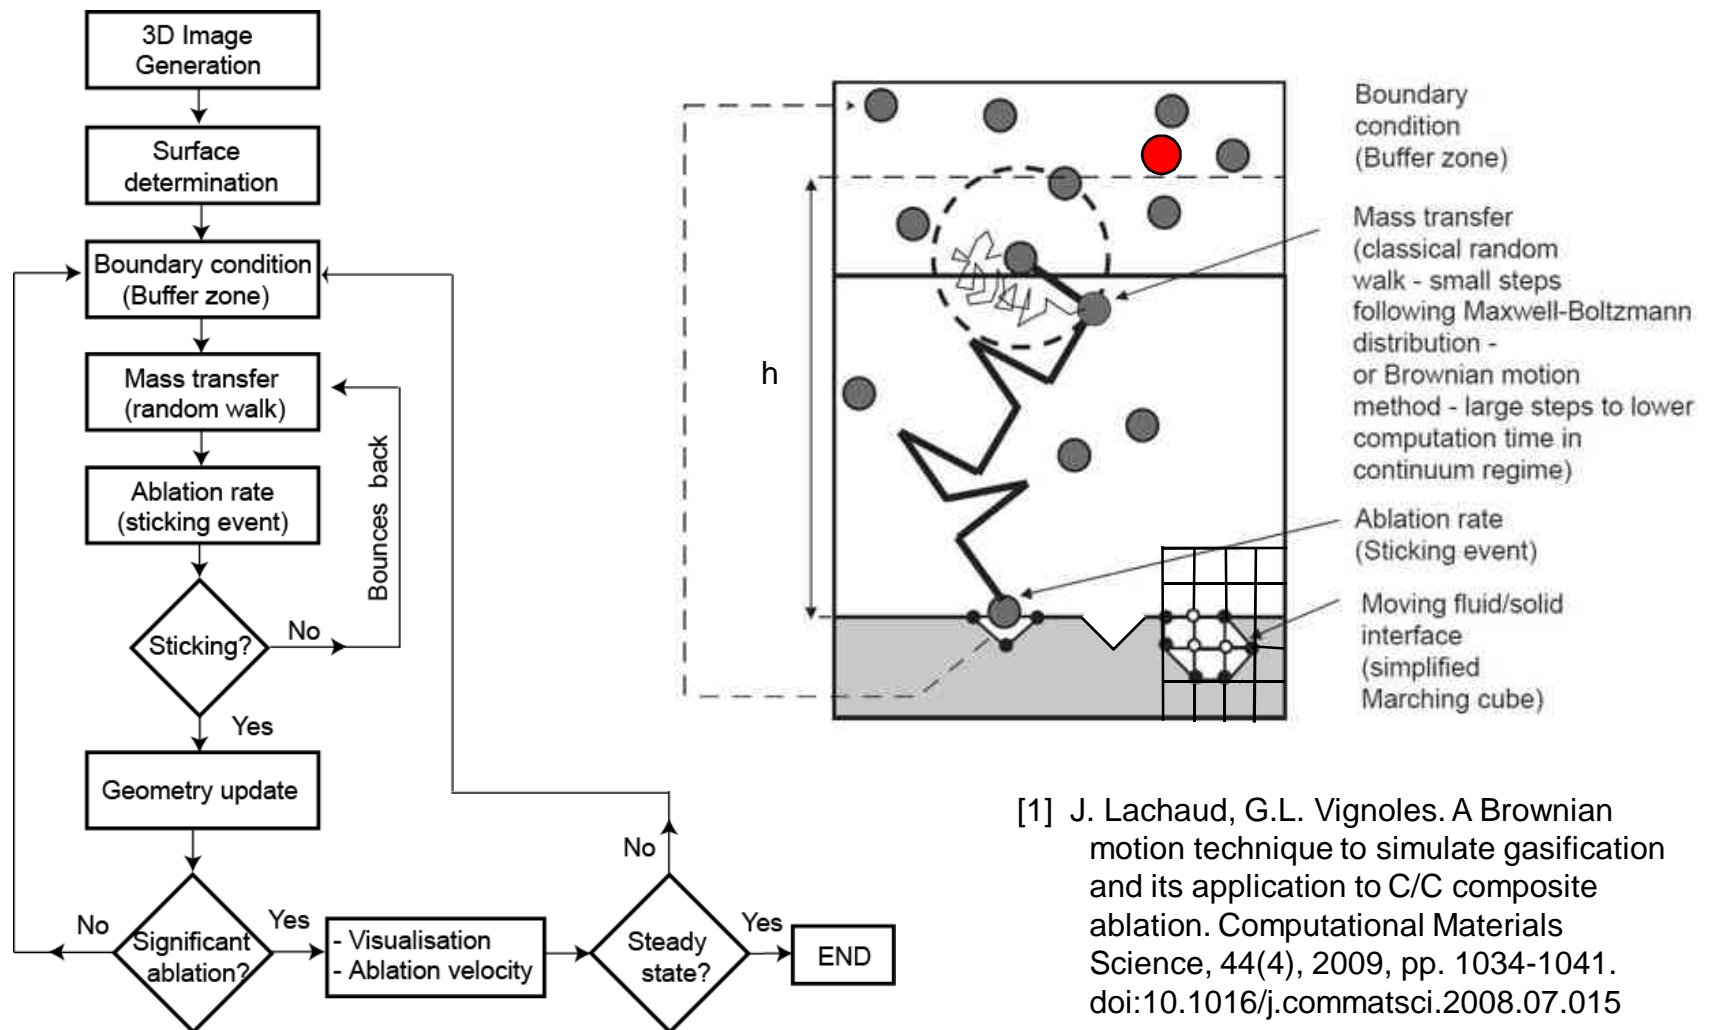 3D Image
Generation
Surface
determination
Boundary condition
(Buffer zone)
Mass transfer
(random walk)
Ablation rate
(sticking event)
Bounces back
Sticking?
No
Yes
Geometry update
No
Significant
ablation?
Yes
- Visualisation
- Ablation velocity
No
Steady
state?
Yes
END
h
Boundary
condition
(Buffer zone)
Mass transfer
(classical random
walk - small steps
following Maxwell-Boltzmann
distribution -
or Brownian motion
method - large steps to lower
computation time in
continuum regime)
Ablation rate
(Sticking event)
Moving fluid/solid
interface
(simplified
Marching cube)
[1] J. Lachaud, G.L. Vignoles. A Brownian
motion technique to simulate gasification
and its application to C/C composite
ablation. Computational Materials
Science, 44(4), 2009, pp. 1034-1041.
doi:10.1016/j.commatsci.2008.07.015